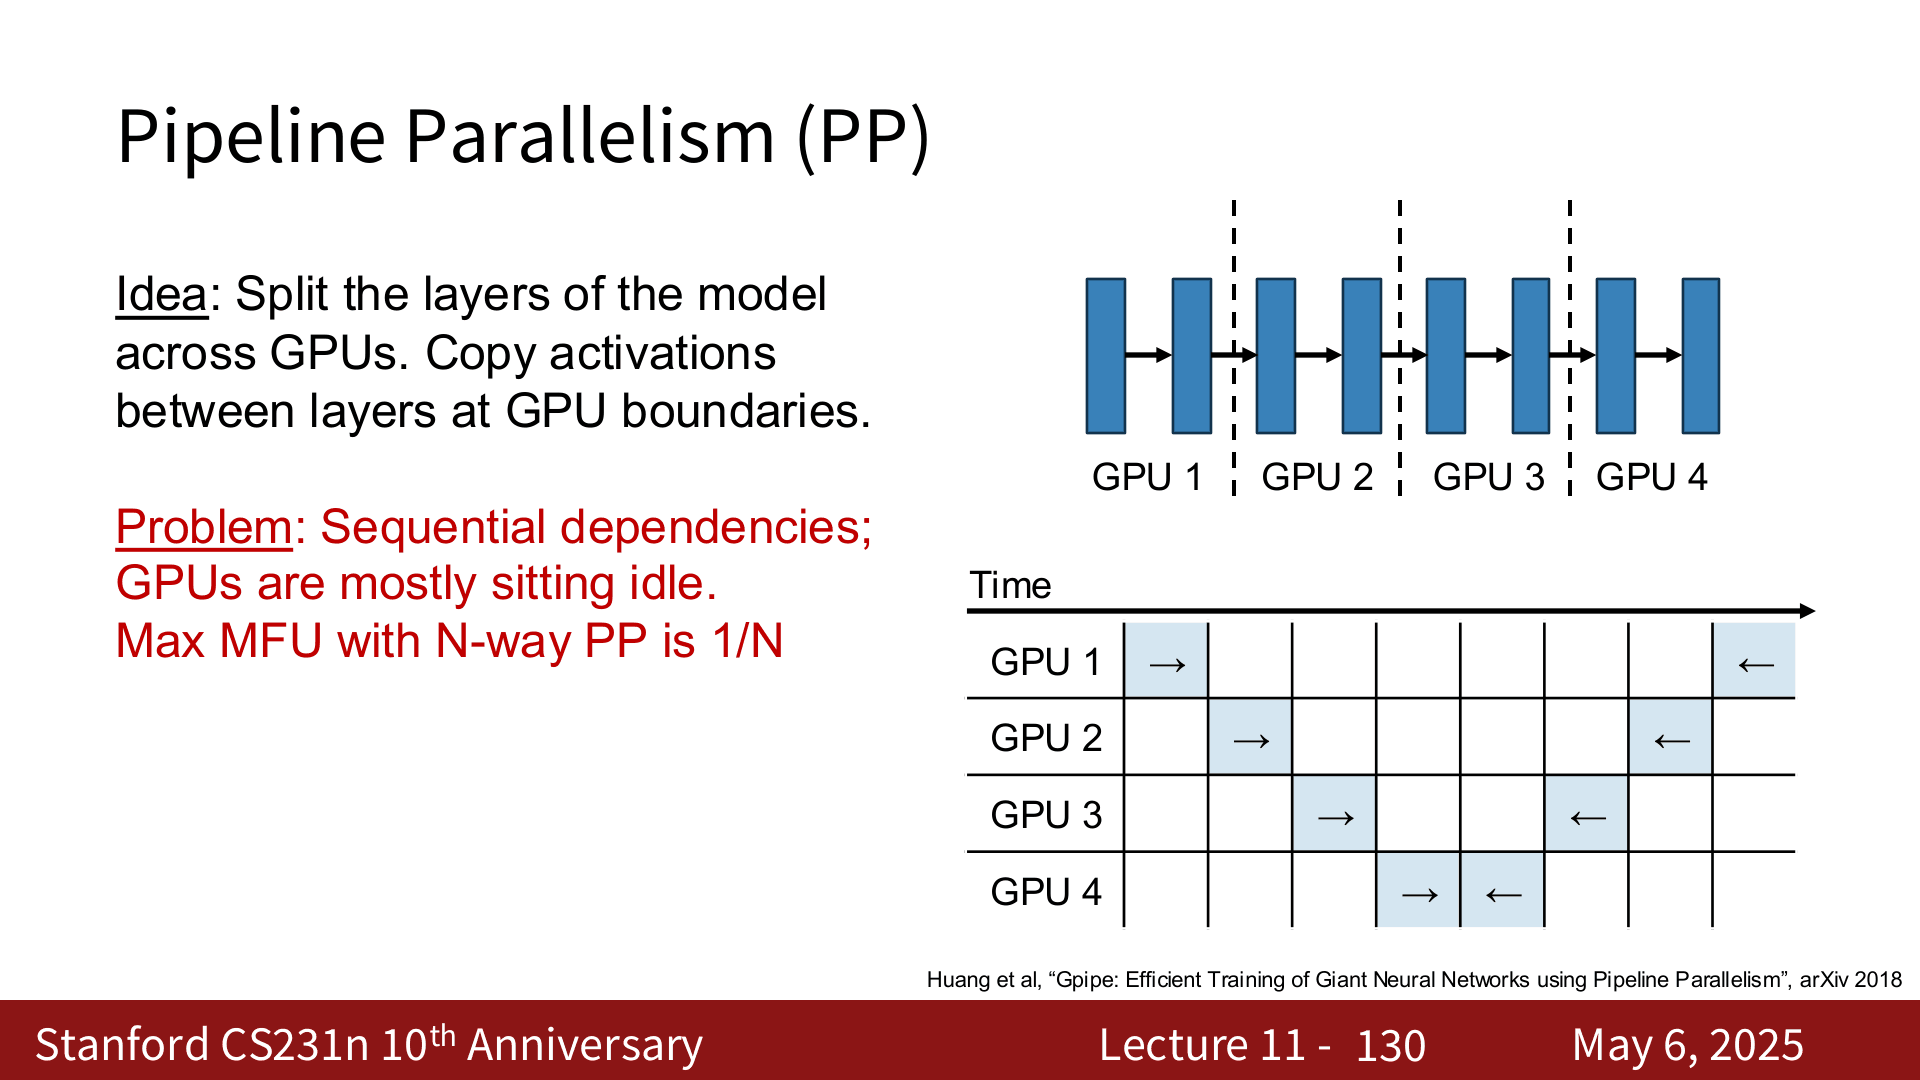 Pipeline Parallelism (PP)
Idea: Split the layers of the model
across GPUs. Copy activations
between layers at GPU boundaries.
Problem: Sequential dependencies;
GPUs are mostly sitting idle.
Max MFU with N-way PP is 1/N
GPU 1 GPU 2 GPU 3 GPU 4
Time
GPU 1 → ←
GPU 2 → ←
GPU 3 → ←
GPU 4 → ←
Huang et al, “Gpipe: Efficient Training of Giant Neural Networks using Pipeline Parallelism”, arXiv 2018
Stanford CS231n 10th Anniversary Lecture 11 - 130 May 6, 2025